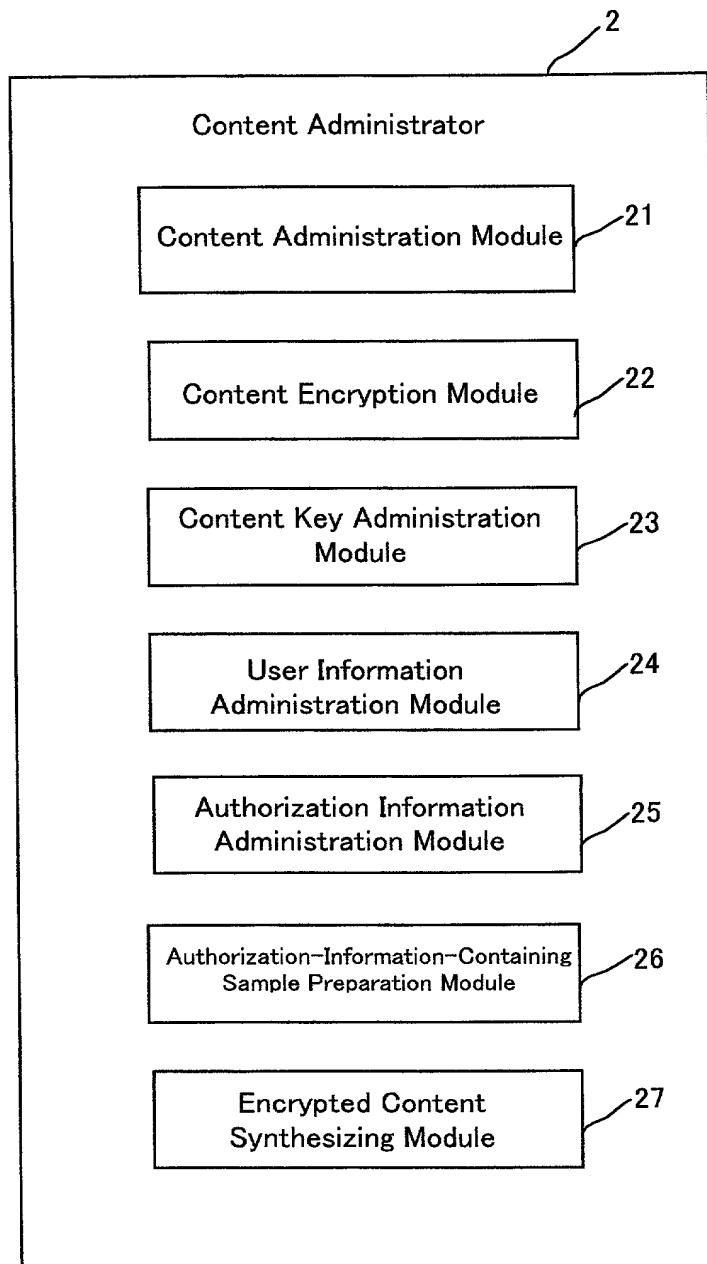 2
Content Administrator
Content Administration Module
21
Content Encryption Module
22
Content Key Administration
Module
23
User Information
Administration Module
24
Authorization Information
Administration Module
25
Authorization-Information-Containing
Sample Preparation Module
26
Encrypted Content
Synthesizing Module
27